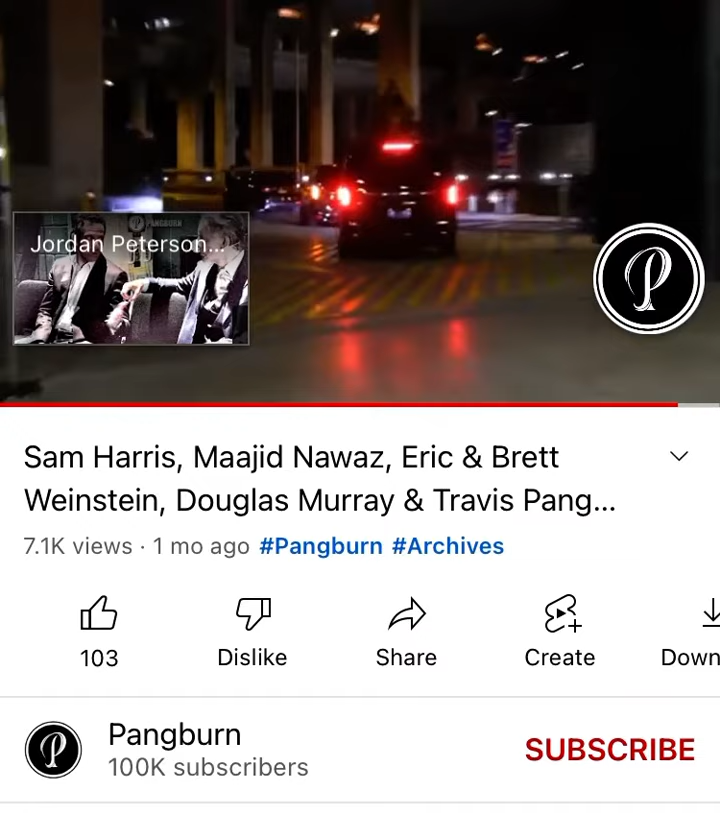 PANGBURN
Jordan Peterson...
P
Sam Harris, Maajid Nawaz, Eric & Brett
Weinstein, Douglas Murray & Travis Pang...
7.1K views · 1 mo ago #Pangburn #Archives
103
Dislike
Share
Create
Down
P
Pangburn
100K subscribers
SUBSCRIBE